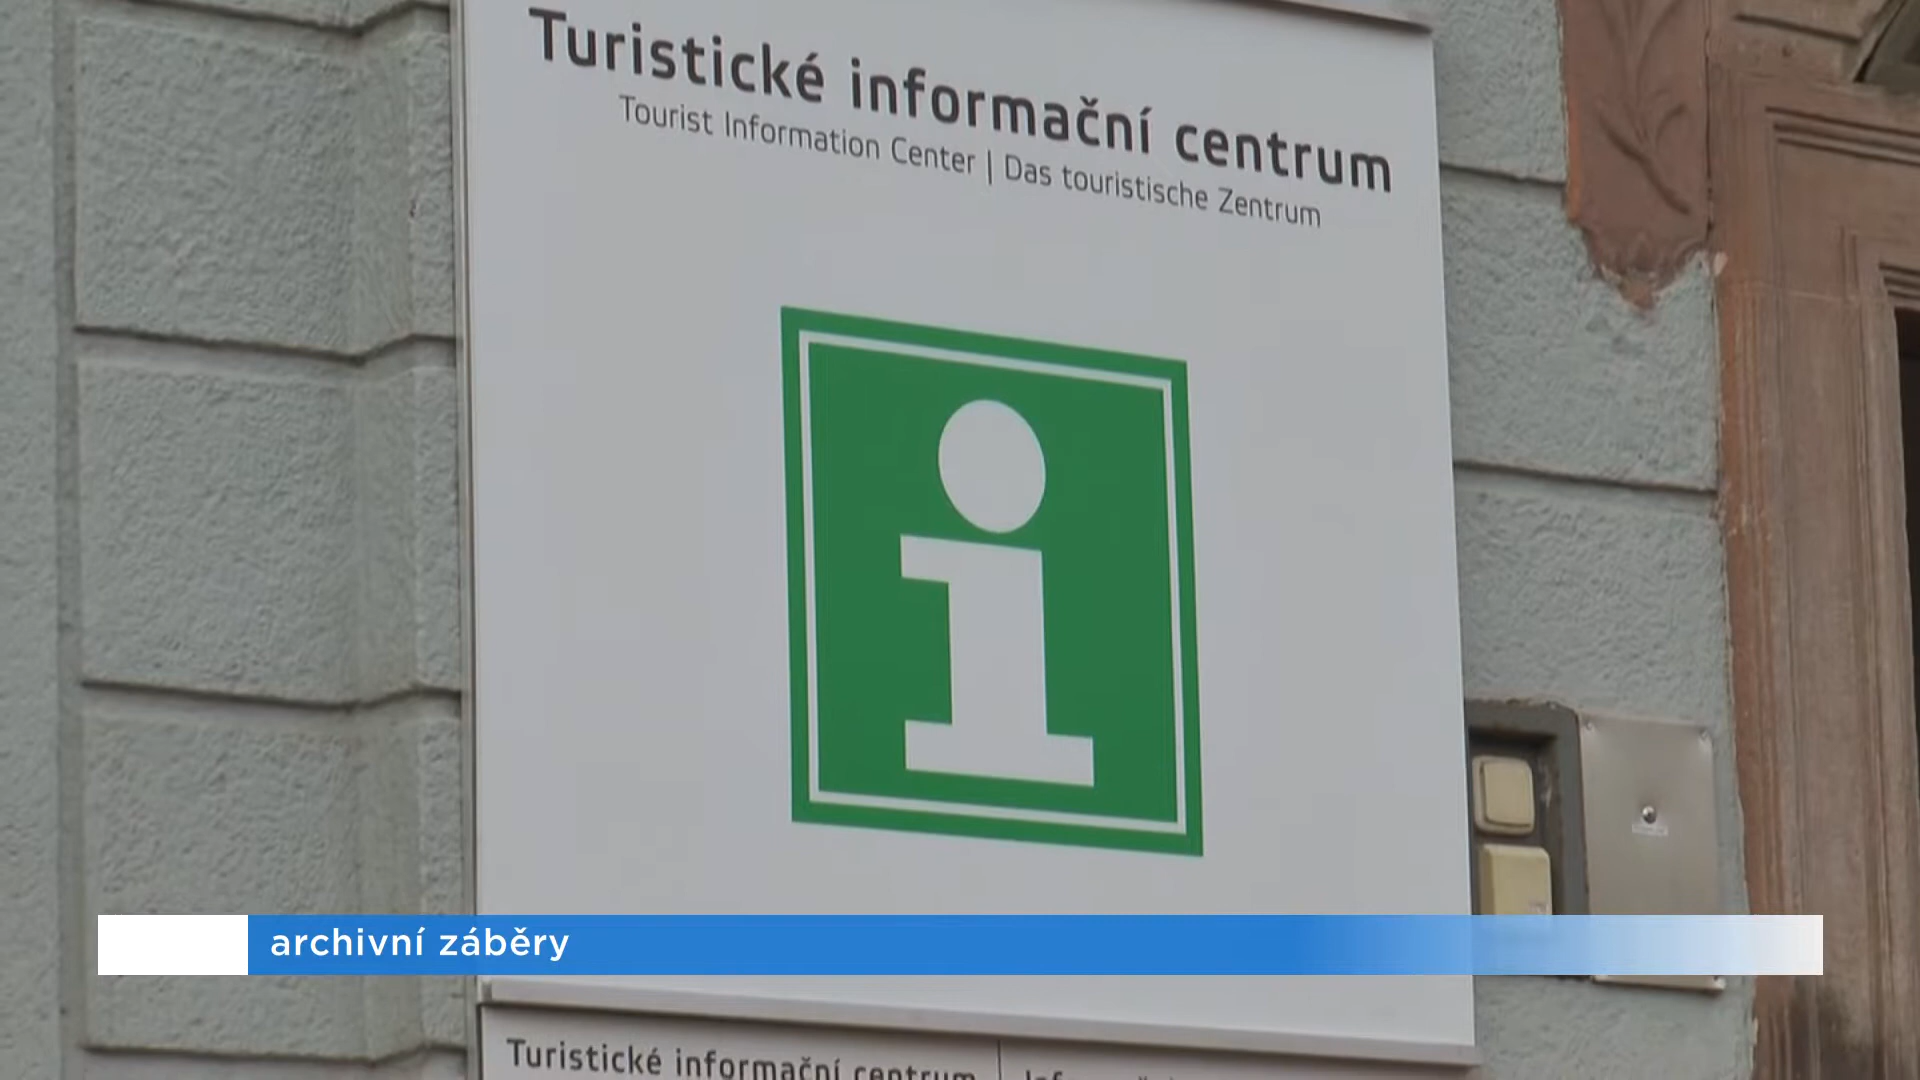 Turistické informační centrum
Tourist Information Center | Das touristische Zentrum
i
archivní záběry
Turistické informační centrum